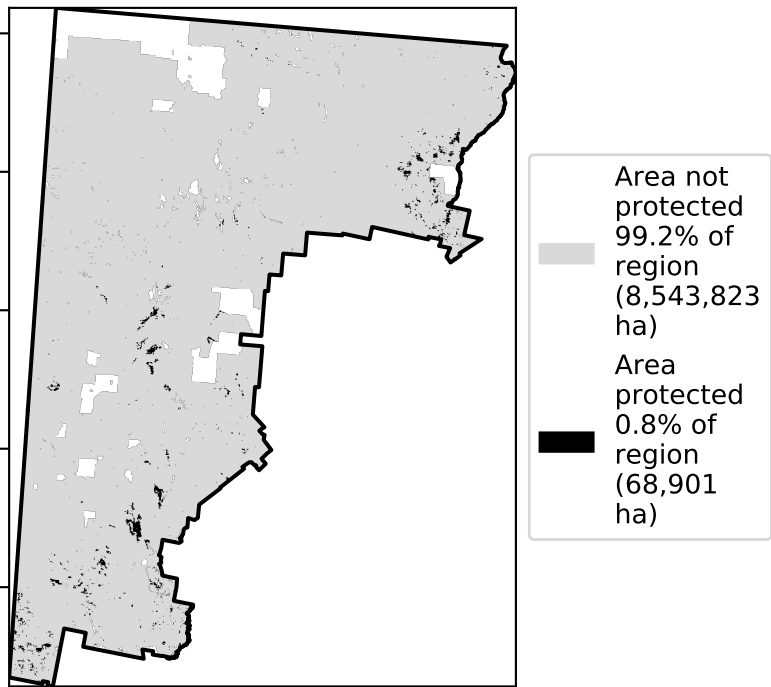 Area not
protected
99.2% of
region
(8,543,823
ha)
Area
protected
0.8% of
region
(68,901
ha)